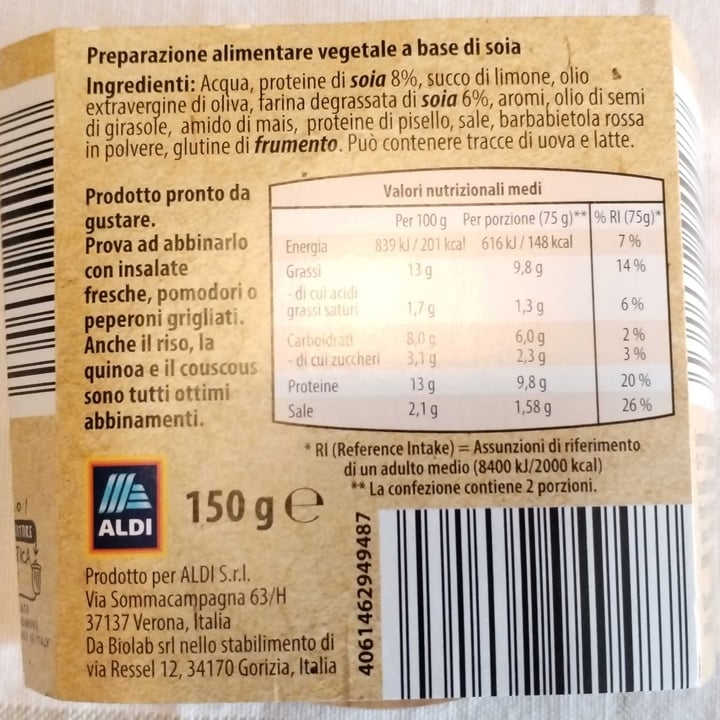 Preparazione alimentare vegetale a base di soia
Ingredienti: Acqua, proteine di soia 8%, succo di limone, olio
extravergine di oliva, farina degrassata di soia 6%, aromi, olio di semi
di girasole, amido di mais, proteine di pisello, sale, barbabietola rossa
in polvere, glutine di frumento. Può contenere tracce di uova e latte.
Prodotto pronto da
gustare.
Prova ad abbinarlo
con insalate
fresche, pomodori o
peperoni grigliati.
Anche il riso, la
quinoa e il couscous
sono tutti ottimi
abbinamenti.
Valori nutrizionali medi
Per 100 g Per porzione (75 g)** % RI (75g)*
Energia 839 kJ / 201 kcal 616 kJ / 148 kcal 7 %
Grassi 13 g 9,8 g 14 %
- di cui acidi
grassi saturi 1,7 g 1,3 g 6 %
Carboidrati 8,0 g 6,0 g 2 %
- di cui zuccheri 3,1 g 2,3 g 3 %
Proteine 13 g 9,8 g 20 %
Sale 2,1 g 1,58 g 26 %
* RI (Reference Intake) = Assunzioni di riferimento
di un adulto medio (8400 kJ/2000 kcal)
** La confezione contiene 2 porzioni.
ALDI
150 g e
Prodotto per ALDI S.r.l.
Via Sommacampagna 63/H
37137 Verona, Italia
Da Biolab srl nello stabilimento di
via Ressel 12, 34170 Gorizia, Italia
4061462949487